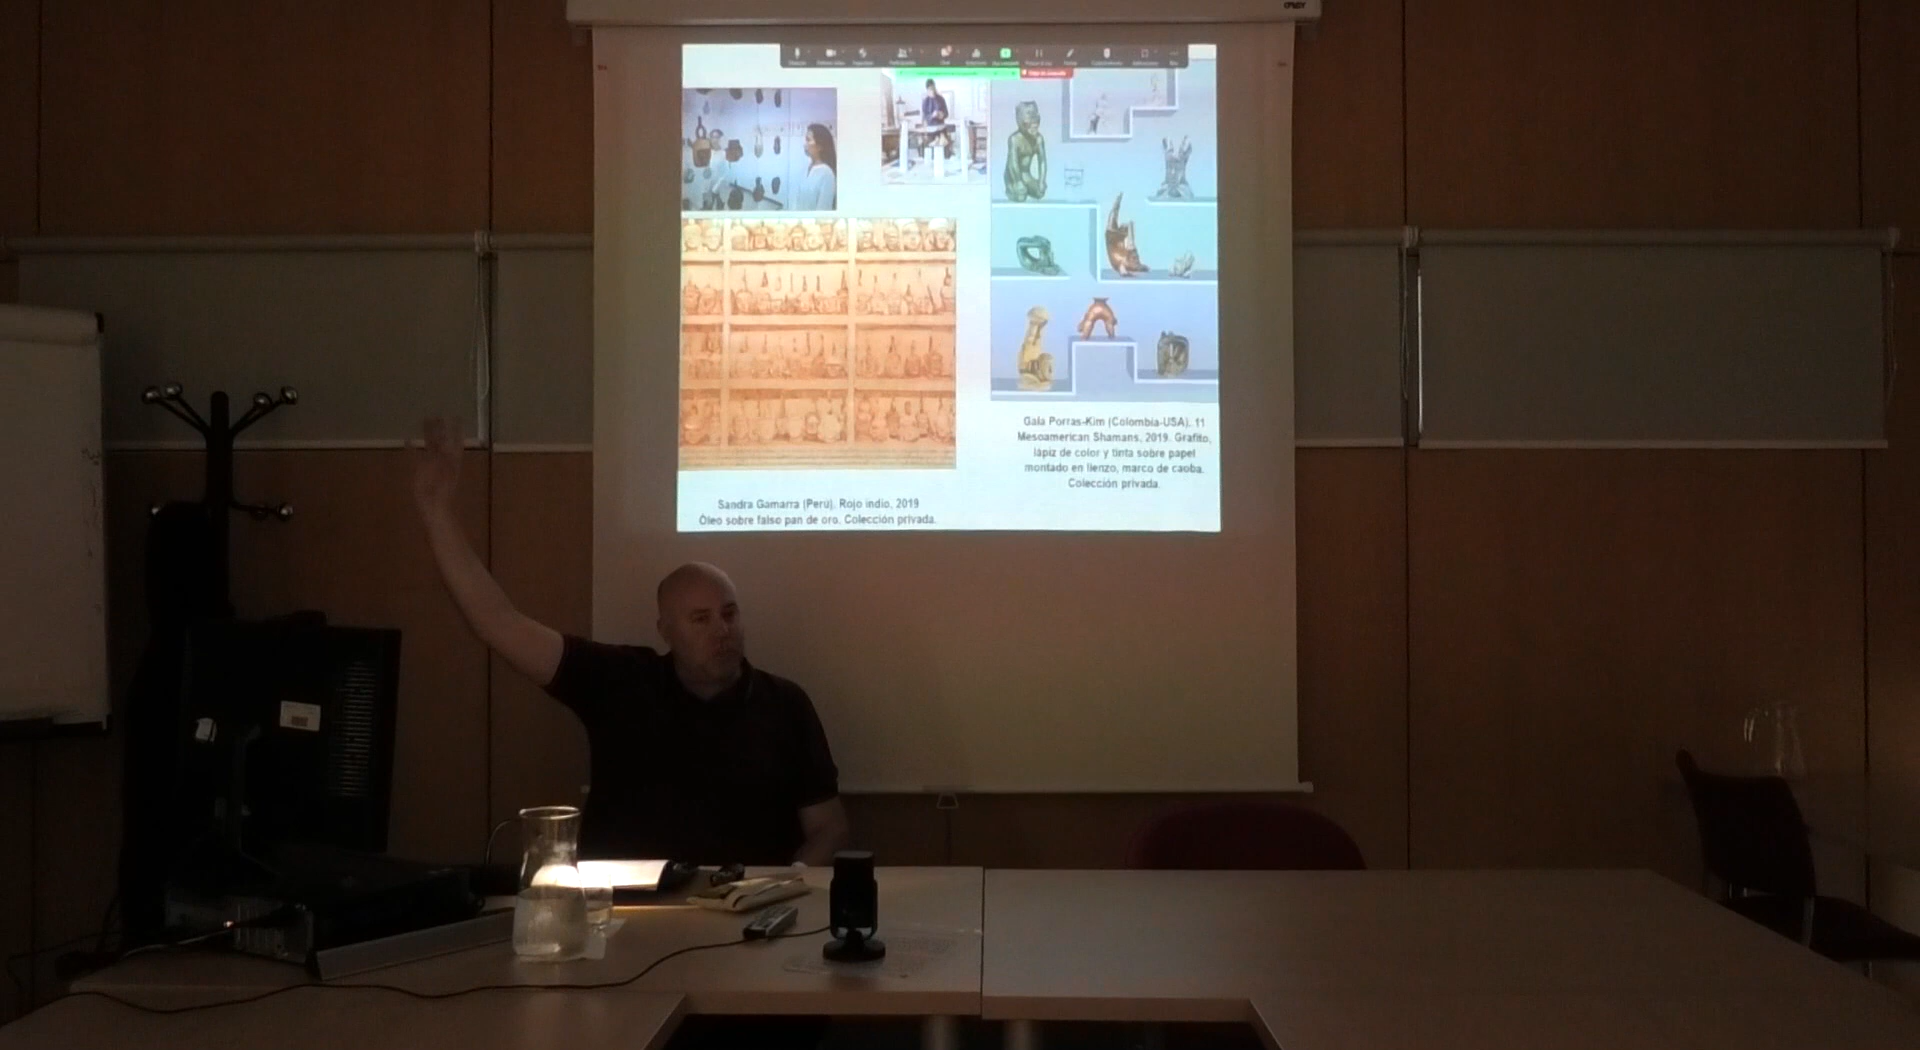 Gala Porras-Kim (Colombia-USA). 11
Mesoamerican Shamans, 2019. Grafito,
lápiz de color y tinta sobre papel
montado en lienzo, marco de caoba.
Colección privada.
Sandra Gamarra (Perú). Rojo indio, 2019
Óleo sobre falso pan de oro. Colección privada.